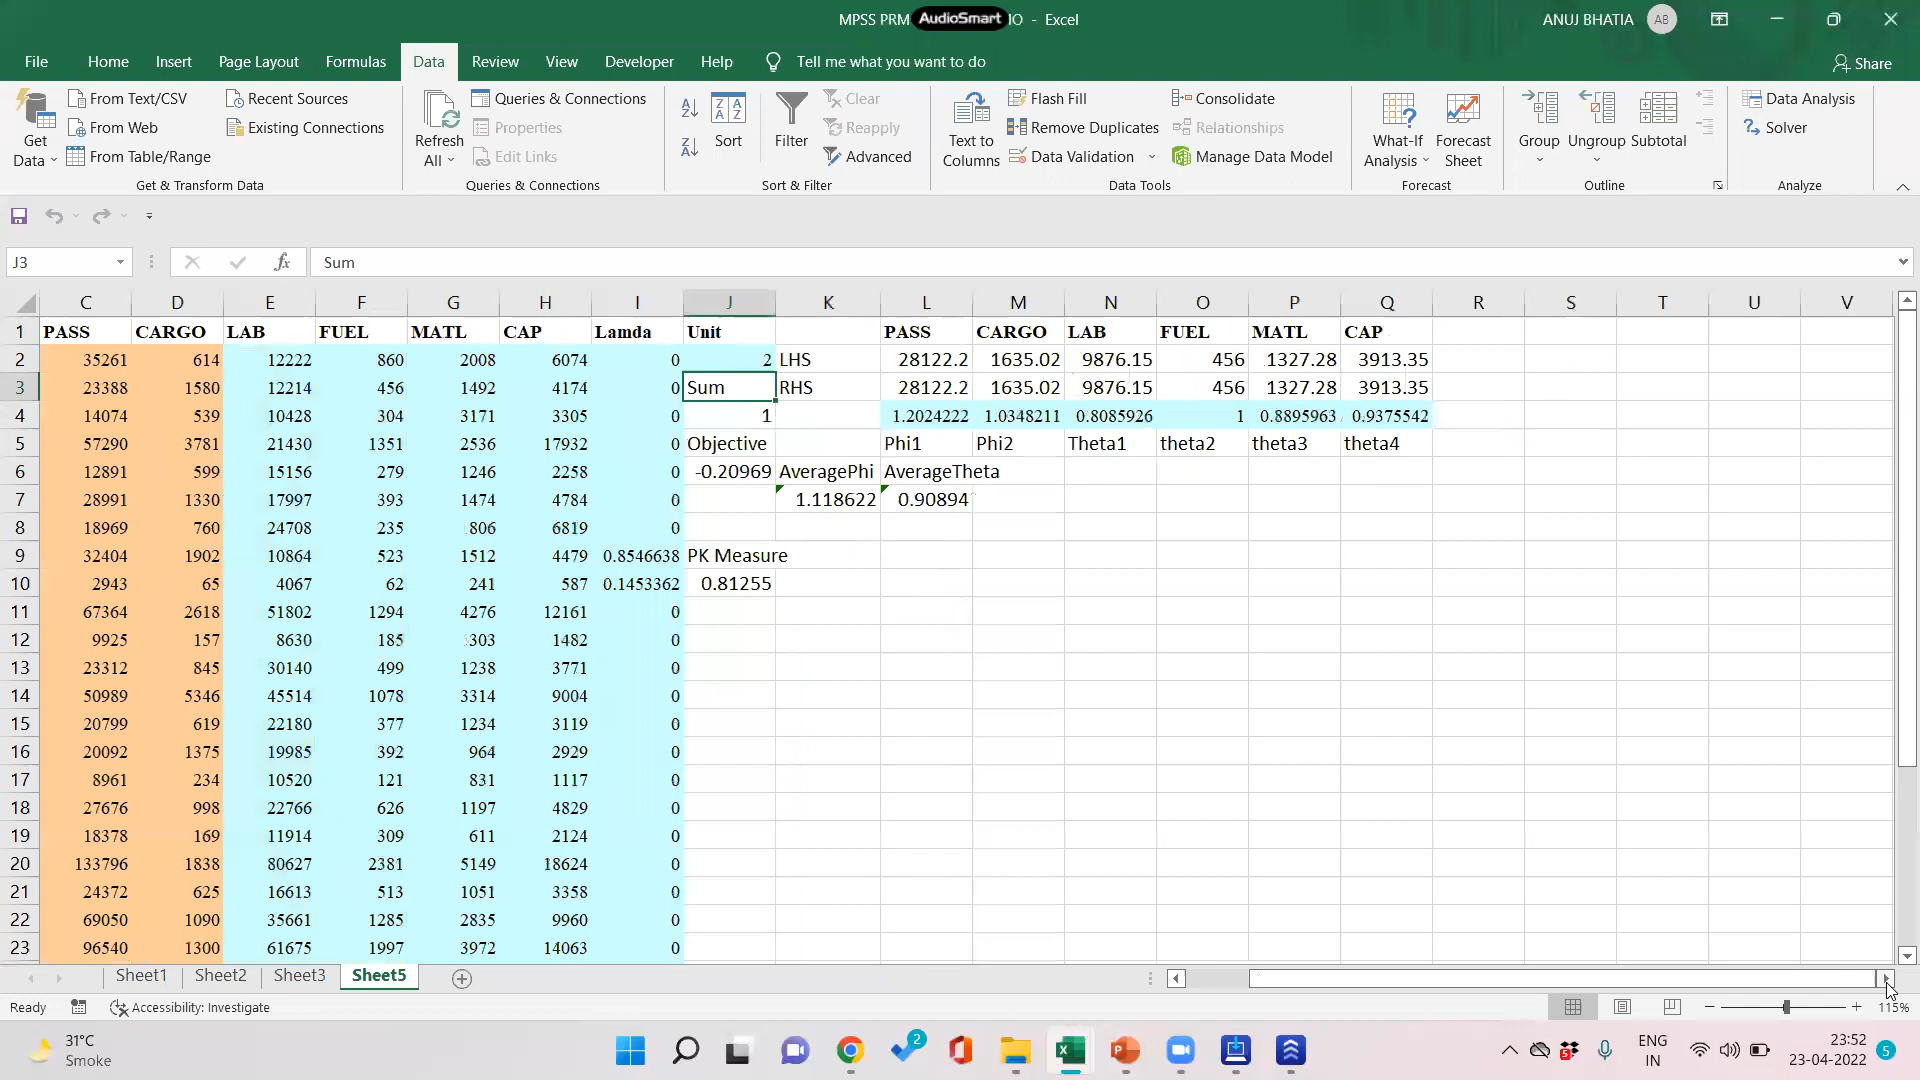 MPSS PRM AudioSmart IO - Excel ANUJ BHATIA AB
File Home Insert Page Layout Formulas Data Review View Developer Help Tell me what you want to do Share
Get Data From Text/CSV From Web From Table/Range Recent Sources Existing Connections
Get & Transform Data
Refresh All Queries & Connections Properties Edit Links
Queries & Connections
Sort Filter Clear Reapply Advanced
Sort & Filter
Text to Columns Flash Fill Remove Duplicates Data Validation Consolidate Relationships Manage Data Model
Data Tools
What-If Analysis Forecast Sheet
Forecast
Group Ungroup Subtotal
Outline
Data Analysis Solver
Analyze
J3 fx Sum
C D E F G H I J K L M N O P Q R S T U V
1 PASS CARGO LAB FUEL MATL CAP Lamda Unit PASS CARGO LAB FUEL MATL CAP
2 35261 614 12222 860 2008 6074 0 2 LHS 28122.2 1635.02 9876.15 456 1327.28 3913.35
3 23388 1580 12214 456 1492 4174 0 Sum RHS 28122.2 1635.02 9876.15 456 1327.28 3913.35
4 14074 539 10428 304 3171 3305 0 1 1.2024222 1.0348211 0.8085926 1 0.8895963 0.9375542
5 57290 3781 21430 1351 2536 17932 0 Objective Phi1 Phi2 Theta1 theta2 theta3 theta4
6 12891 599 15156 279 1246 2258 0 -0.20969 AveragePhi AverageTheta
7 28991 1330 17997 393 1474 4784 0 1.118622 0.90894
8 18969 760 24708 235 806 6819 0
9 32404 1902 10864 523 1512 4479 0.8546638 PK Measure
10 2943 65 4067 62 241 587 0.1453362 0.81255
11 67364 2618 51802 1294 4276 12161 0
12 9925 157 8630 185 303 1482 0
13 23312 845 30140 499 1238 3771 0
14 50989 5346 45514 1078 3314 9004 0
15 20799 619 22180 377 1234 3119 0
16 20092 1375 19985 392 964 2929 0
17 8961 234 10520 121 831 1117 0
18 27676 998 22766 626 1197 4829 0
19 18378 169 11914 309 611 2124 0
20 133796 1838 80627 2381 5149 18624 0
21 24372 625 16613 513 1051 3358 0
22 69050 1090 35661 1285 2835 9960 0
23 96540 1300 61675 1997 3972 14063 0
Sheet1 Sheet2 Sheet3 Sheet5
Ready Accessibility: Investigate 115%
31°C
Smoke
2
5
ENG
IN
23:52
23-04-2022
5